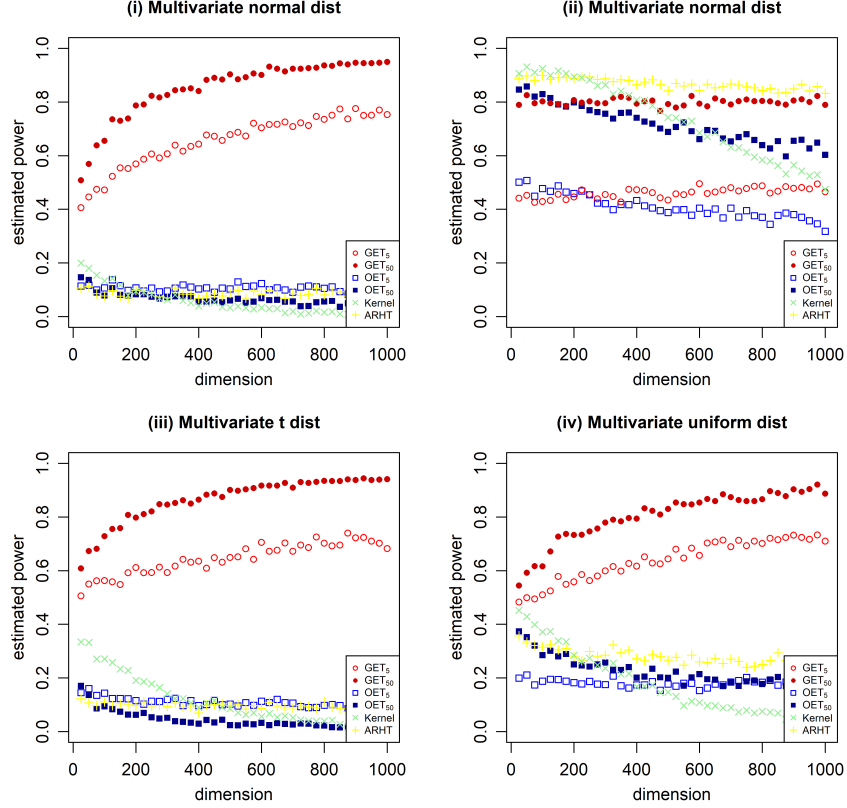 (i) Multivariate normal dist
estimated power
0.0 0.2 0.4 0.6 0.8 1.0
0 200 400 600 800 1000
dimension
GET5
GET50
OET5
OET50
Kernel
ARHT
(ii) Multivariate normal dist
estimated power
0.0 0.2 0.4 0.6 0.8 1.0
0 200 400 600 800 1000
dimension
GET5
GET50
OET5
OET50
Kernel
ARHT
(iii) Multivariate t dist
estimated power
0.0 0.2 0.4 0.6 0.8 1.0
0 200 400 600 800 1000
dimension
GET5
GET50
OET5
OET50
Kernel
ARHT
(iv) Multivariate uniform dist
estimated power
0.0 0.2 0.4 0.6 0.8 1.0
0 200 400 600 800 1000
dimension
GET5
GET50
OET5
OET50
Kernel
ARHT